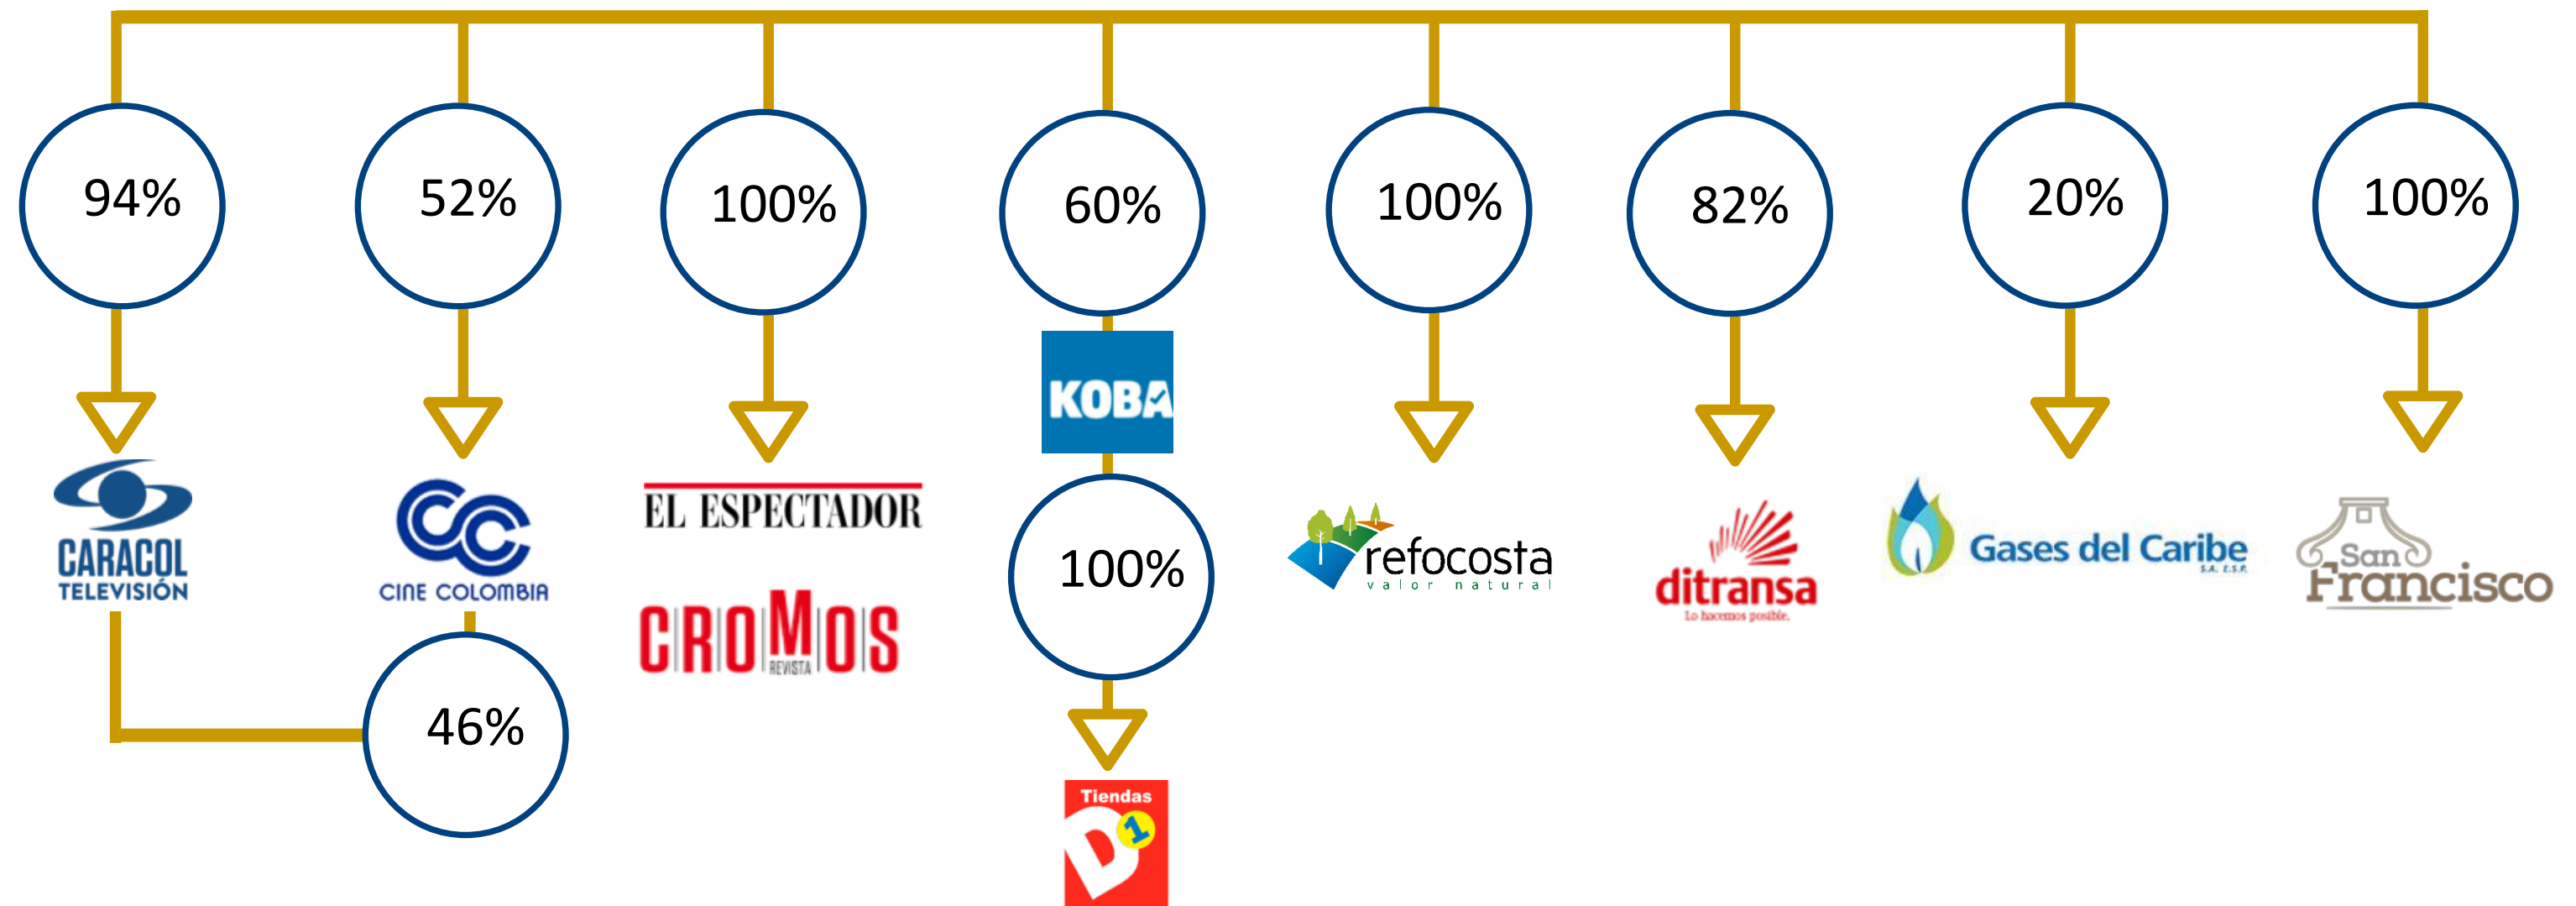 94%
52%
100%
60%
100%
82%
20%
100%
KOBA
CARACOL
TELEVISIÓN
CINE COLOMBIA
EL ESPECTADOR
CROMOS
REVISTA
100%
refocosta
valor natural
ditransa
Lo hacemos posible.
Gases del Caribe
S.A. E.S.P.
San
Francisco
46%
Tiendas
D1